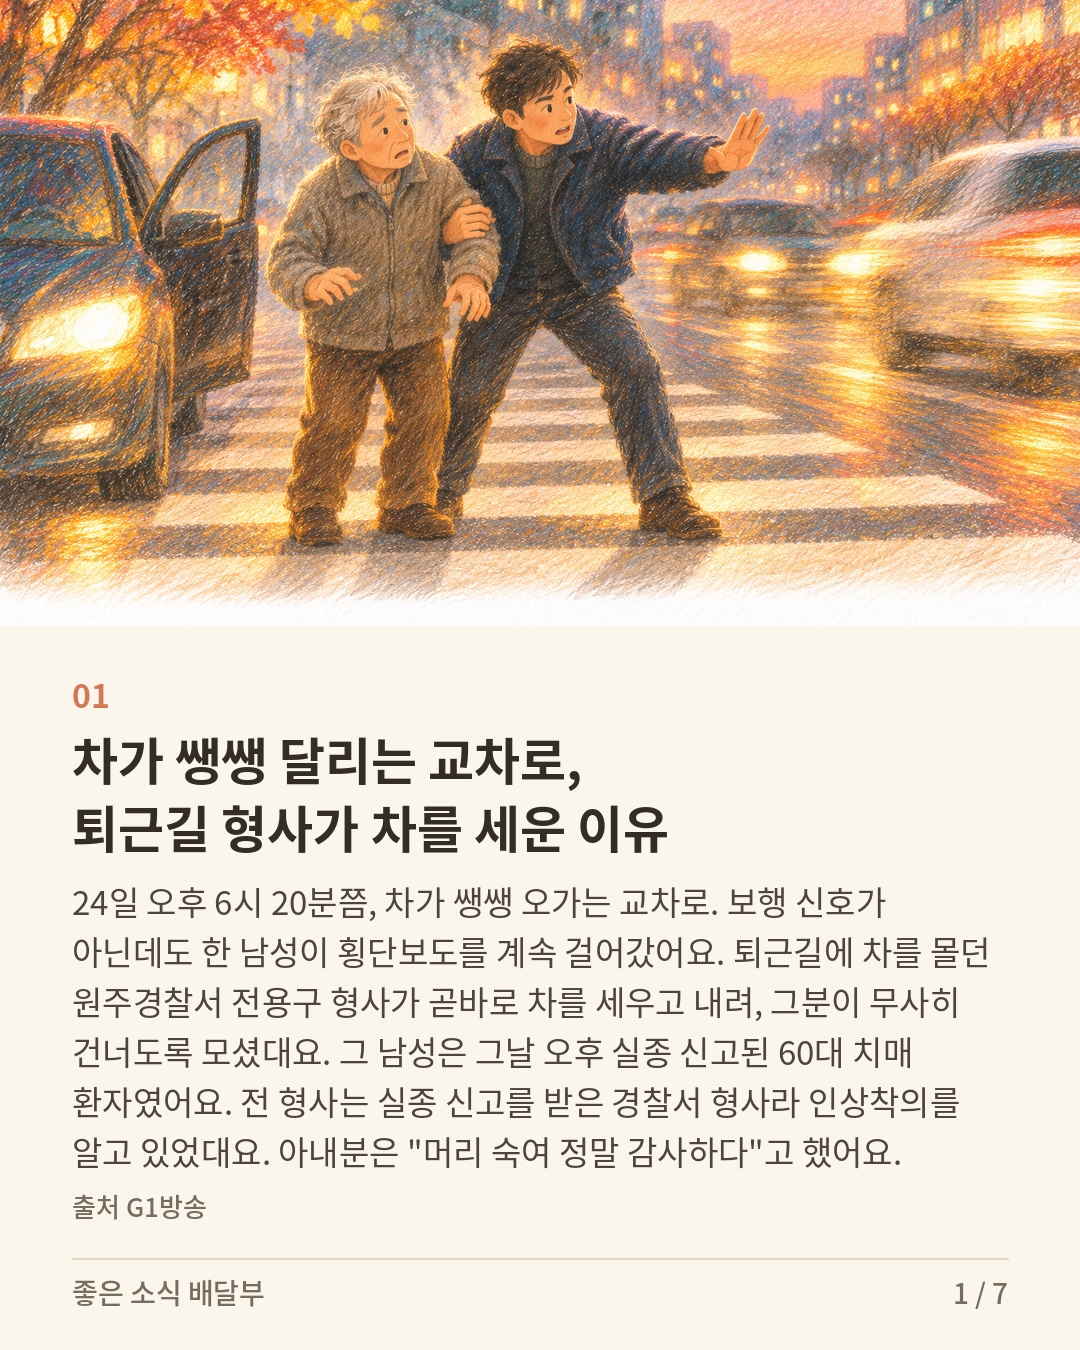 01
차가 쌩쌩 달리는 교차로,
퇴근길 형사가 차를 세운 이유
24일 오후 6시 20분쯤, 차가 쌩쌩 오가는 교차로. 보행 신호가
아닌데도 한 남성이 횡단보도를 계속 걸어갔어요. 퇴근길에 차를 몰던
원주경찰서 전용구 형사가 곧바로 차를 세우고 내려, 그분이 무사히
건너도록 모셨대요. 그 남성은 그날 오후 실종 신고된 60대 치매
환자였어요. 전 형사는 실종 신고를 받은 경찰서 형사라 인상착의를
알고 있었대요. 아내분은 "머리 숙여 정말 감사하다"고 했어요.
출처 G1방송
좋은 소식 배달부
1 / 7